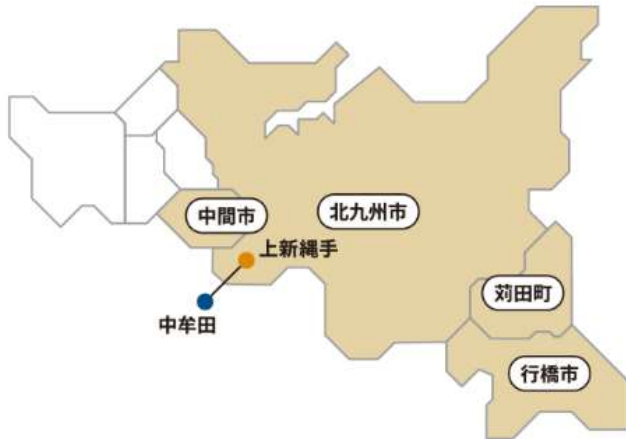 中間市
北九州市
上新縄手
中牟田
苅田町
行橋市